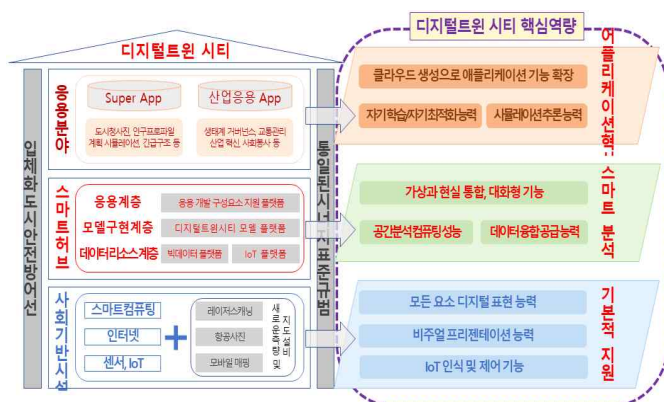 디지털트윈 시티
입체화도시안전방어선
응용분야
Super App
산업응용 App
도시청사진, 인구프로파일
계획 시뮬레이션, 긴급구조 등
생태계 거버넌스, 교통관리
산업 혁신, 사회봉사 등
스마트허브
응용계층
응용 개발 구성요소 지원 플랫폼
모델구현계층
디지털트윈시티 모델 플랫폼
데이터리소스계층
빅데이터 플랫폼
IoT 플랫폼
사회기반시설
스마트컴퓨팅
인터넷
센서, IoT
+
레이저스캐닝
항공사진
모바일 매핑
새로운측량 및
지도설비
통일된시너지표준규범
디지털트윈 시티 핵심역량
클라우드 생성으로 애플리케이션 기능 확장
자기학습/자기최적화능력
시뮬레이션추론능력
어플리케이션혁
가상과 현실 통합, 대화형 기능
공간분석컴퓨팅성능
데이터융합공급능력
스마트 분석
모든 요소 디지털 표현 능력
비주얼 프리젠테이션 능력
IoT 인식 및 제어 기능
기본적 지원